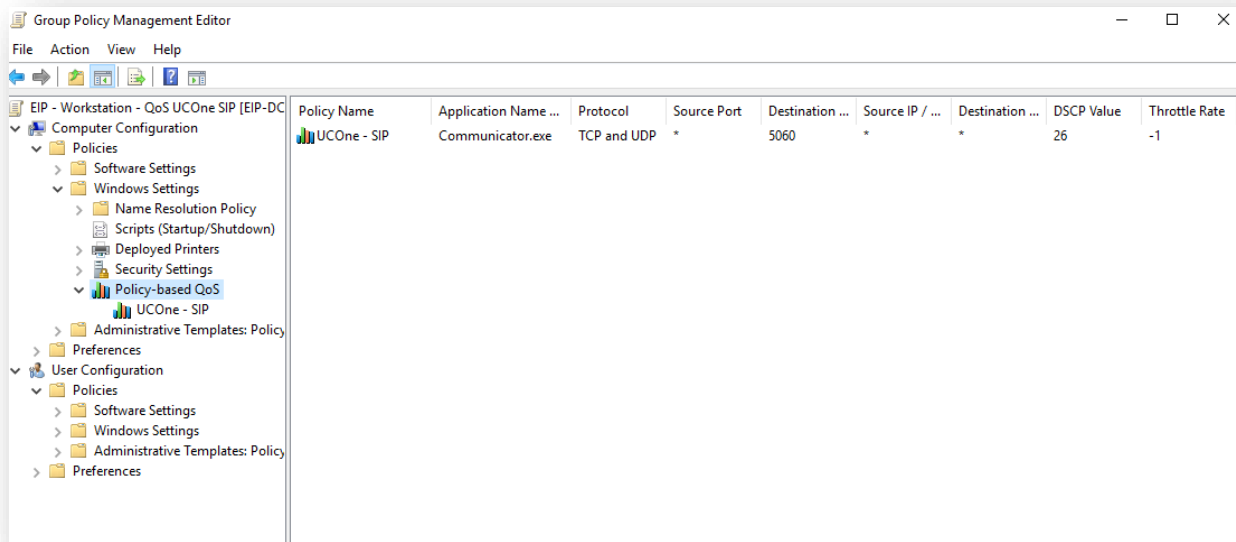 Group Policy Management Editor
File Action View Help
EIP - Workstation - QoS UCOne SIP [EIP-DC
Computer Configuration
Policies
Software Settings
Windows Settings
Name Resolution Policy
Scripts (Startup/Shutdown)
Deployed Printers
Security Settings
Policy-based QoS
UCOne - SIP
Administrative Templates: Policy
Preferences
User Configuration
Policies
Software Settings
Windows Settings
Administrative Templates: Policy
Preferences
Policy Name Application Name ... Protocol Source Port Destination ... Source IP / ... Destination ... DSCP Value Throttle Rate
UCOne - SIP Communicator.exe TCP and UDP * 5060 * * 26 -1